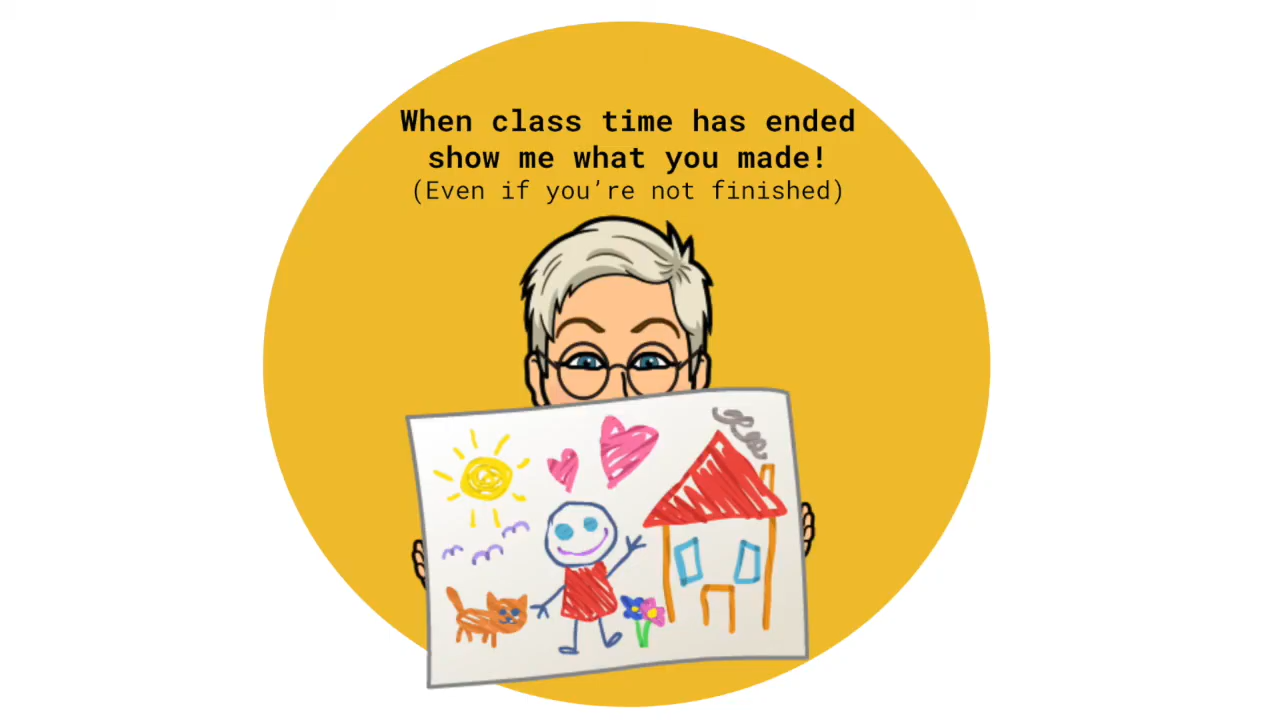 When class time has ended
show me what you made!
(Even if you’re not finished)